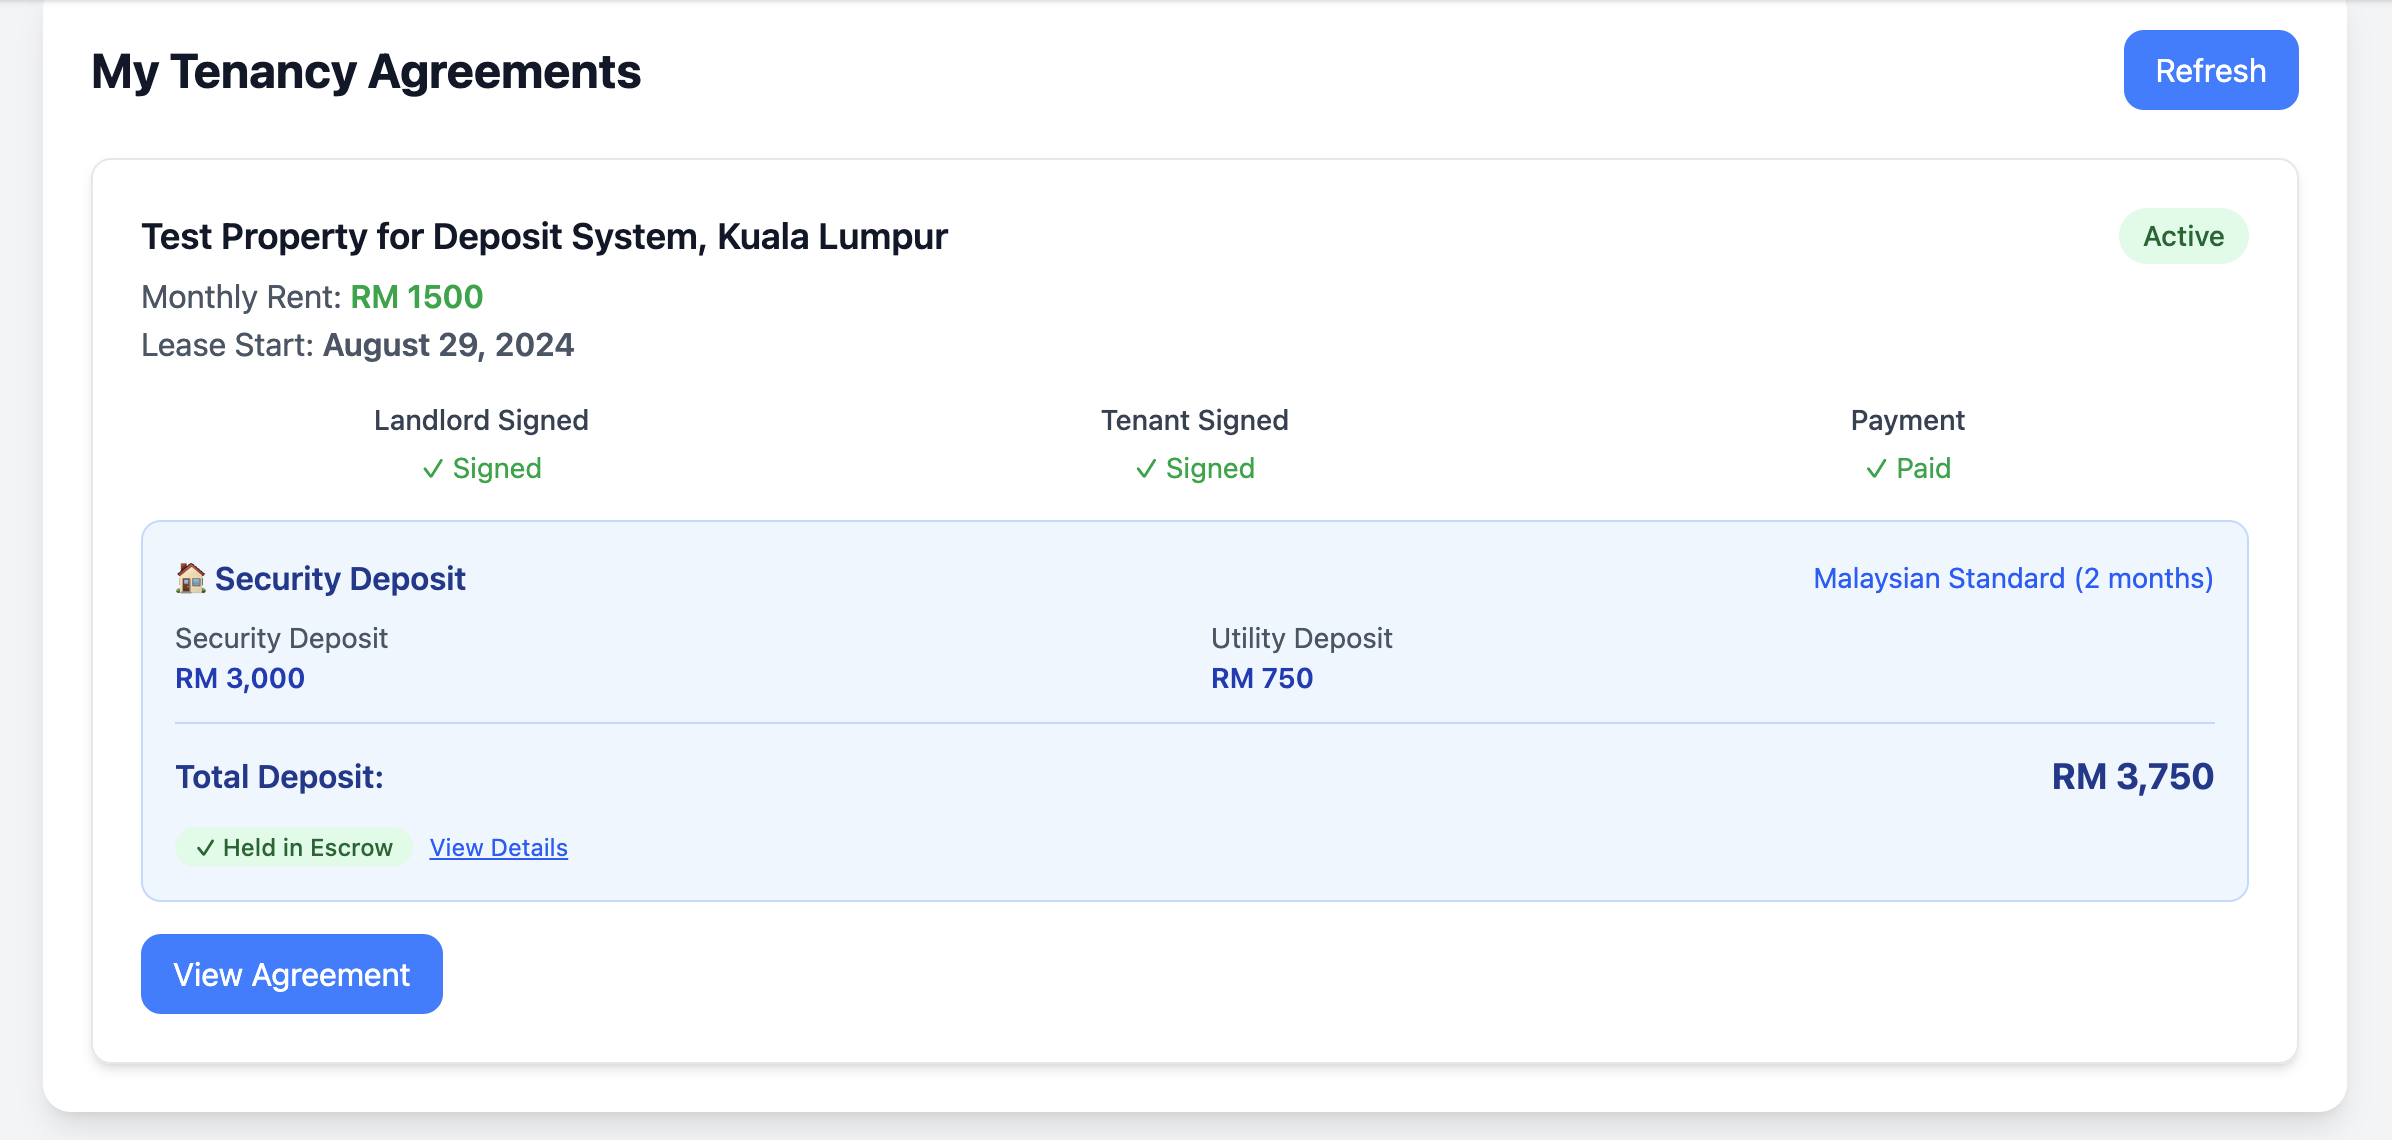 My Tenancy Agreements
Refresh
Test Property for Deposit System, Kuala Lumpur
Active
Monthly Rent: RM 1500
Lease Start: August 29, 2024
Landlord Signed
✓ Signed
Tenant Signed
✓ Signed
Payment
✓ Paid
🏠 Security Deposit
Malaysian Standard (2 months)
Security Deposit
RM 3,000
Utility Deposit
RM 750
Total Deposit:
RM 3,750
✓ Held in Escrow
View Details
View Agreement